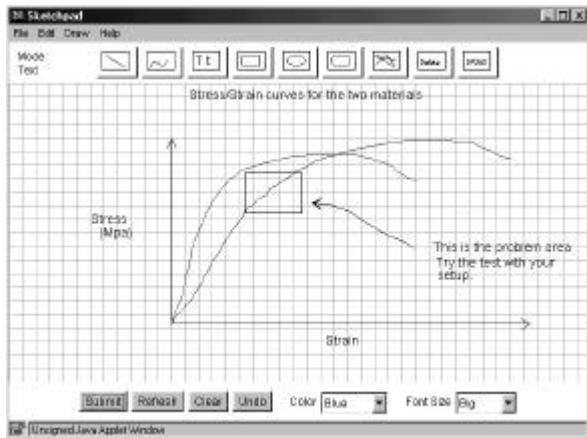 Sketchpad
File Edit Draw Help
Mode:
Text
Tt
Delete
Stress/Strain curves for the two materials
Stress
(Mpa)
This is the problem area
Try the test with your
setup.
Strain
Submit Refresh Clear Undo Color Blue Font Size Big
Unsigned Java Applet Window